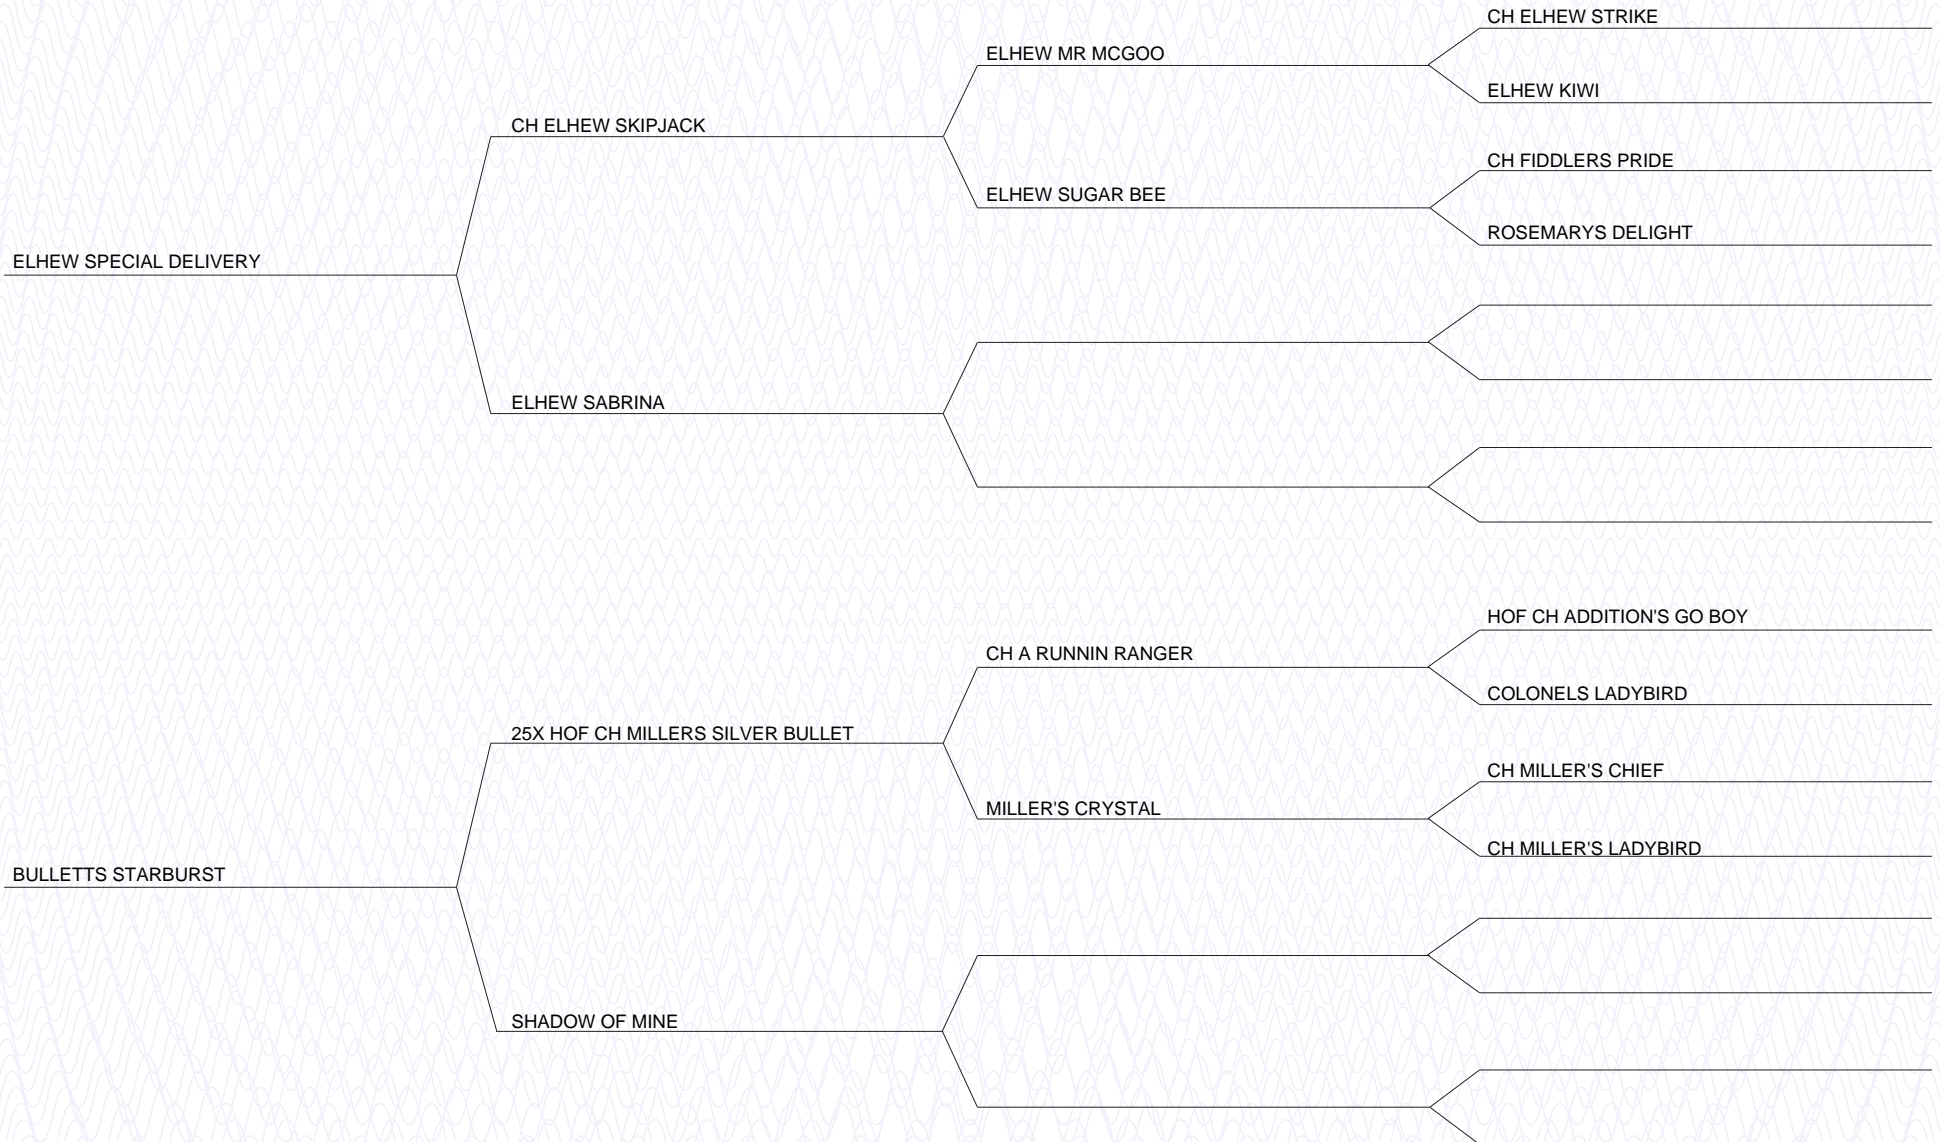 CH ELHEW STRIKE
ELHEW MR MCGOO
ELHEW KIWI
CH ELHEW SKIPJACK
CH FIDDLERS PRIDE
ELHEW SUGAR BEE
ROSEMARYS DELIGHT
ELHEW SPECIAL DELIVERY
ELHEW SABRINA
HOF CH ADDITION'S GO BOY
CH A RUNNIN RANGER
COLONELS LADYBIRD
25X HOF CH MILLERS SILVER BULLET
CH MILLER'S CHIEF
MILLER'S CRYSTAL
CH MILLER'S LADYBIRD
BULLETTS STARBURST
SHADOW OF MINE